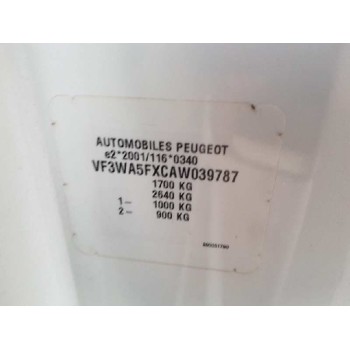 AUTOMOBILES PEUGEOT
e2*2001/116*0340
VF3WA5FXCAW039787
1700 KG
2640 KG
1- 1000 KG
2- 900 KG